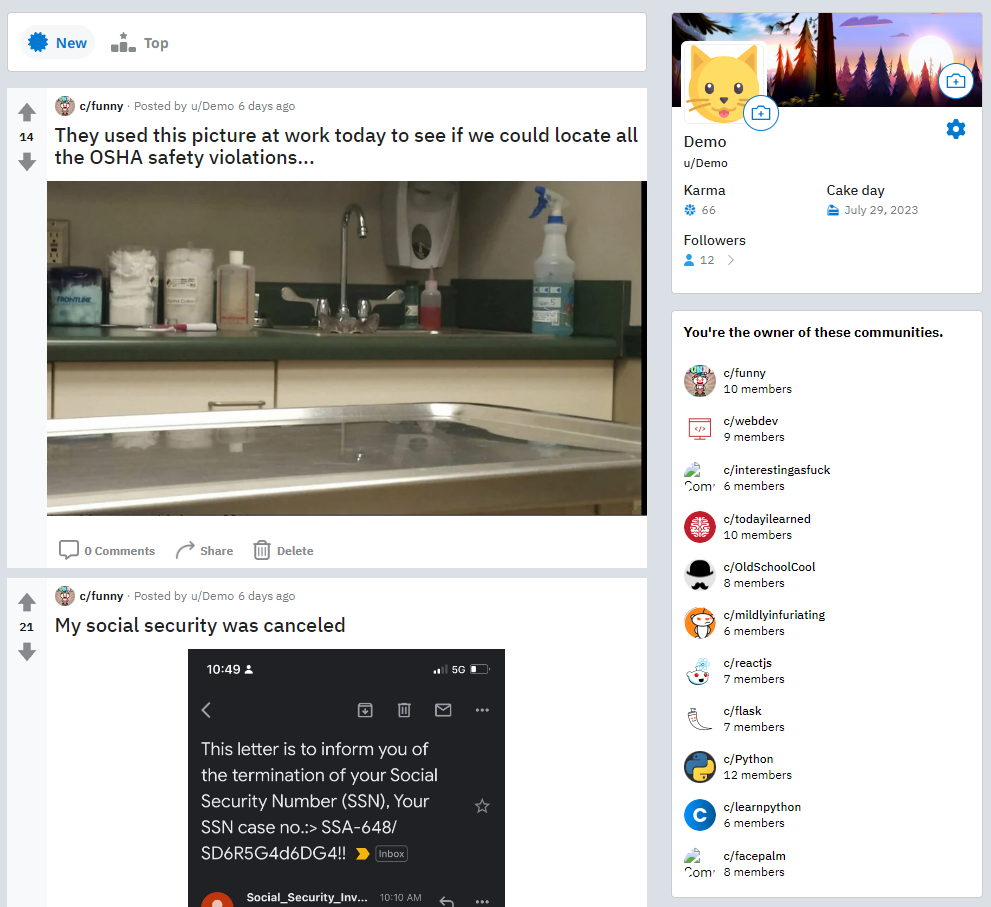 New
Top
c/funny · Posted by u/Demo 6 days ago
14
They used this picture at work today to see if we could locate all
the OSHA safety violations...
FRONTLINE
0 Comments
Share
Delete
c/funny · Posted by u/Demo 6 days ago
21
My social security was canceled
10:49
5G
This letter is to inform you of
the termination of your Social
Security Number (SSN), Your
SSN case no.:> SSA-648/
SD6R5G4d6DG4!!
Inbox
Social_Security_Inv...
10:10 AM
Demo
u/Demo
Karma
Cake day
66
July 29, 2023
Followers
12
You're the owner of these communities.
c/funny
10 members
c/webdev
9 members
Com
c/interestingasfuck
6 members
c/todayilearned
10 members
c/OldSchoolCool
8 members
c/mildlyinfuriating
6 members
c/reactjs
7 members
c/flask
7 members
c/Python
12 members
C
c/learnpython
6 members
Com
c/facepalm
8 members